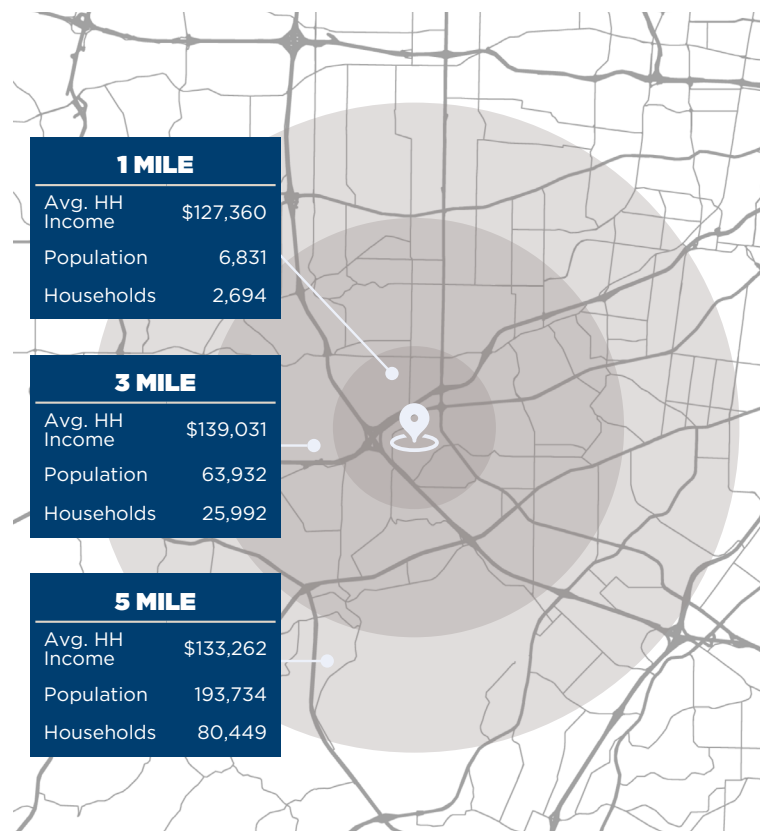 1 MILE
Avg. HH
Income $127,360
Population 6,831
Households 2,694
3 MILE
Avg. HH
Income $139,031
Population 63,932
Households 25,992
5 MILE
Avg. HH
Income $133,262
Population 193,734
Households 80,449